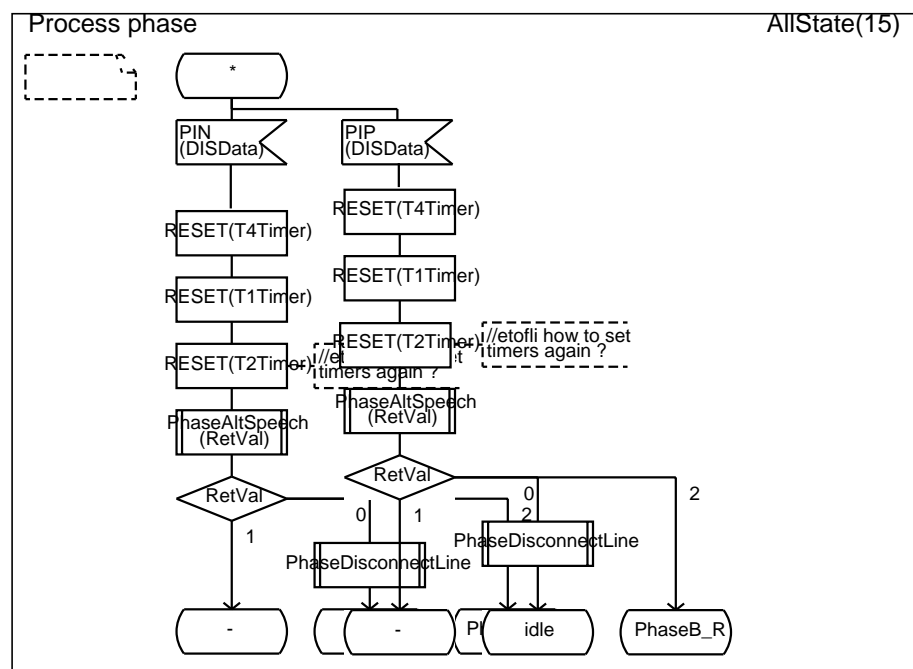 Process phase
AllState(15)
*
PIN
(DISData)
PIP
(DISData)
RESET(T4Timer)
RESET(T4Timer)
RESET(T1Timer)
RESET(T1Timer)
RESET(T2Timer)
//etofli how to set
timers again ?
RESET(T2Timer)
timers again ?
PhaseAltSpeech
(RetVal)
PhaseAltSpeech
(RetVal)
RetVal
RetVal
0
2
1
0
1
2
PhaseDisconnectLine
PhaseDisconnectLine
-
-
idle
PhaseB_R